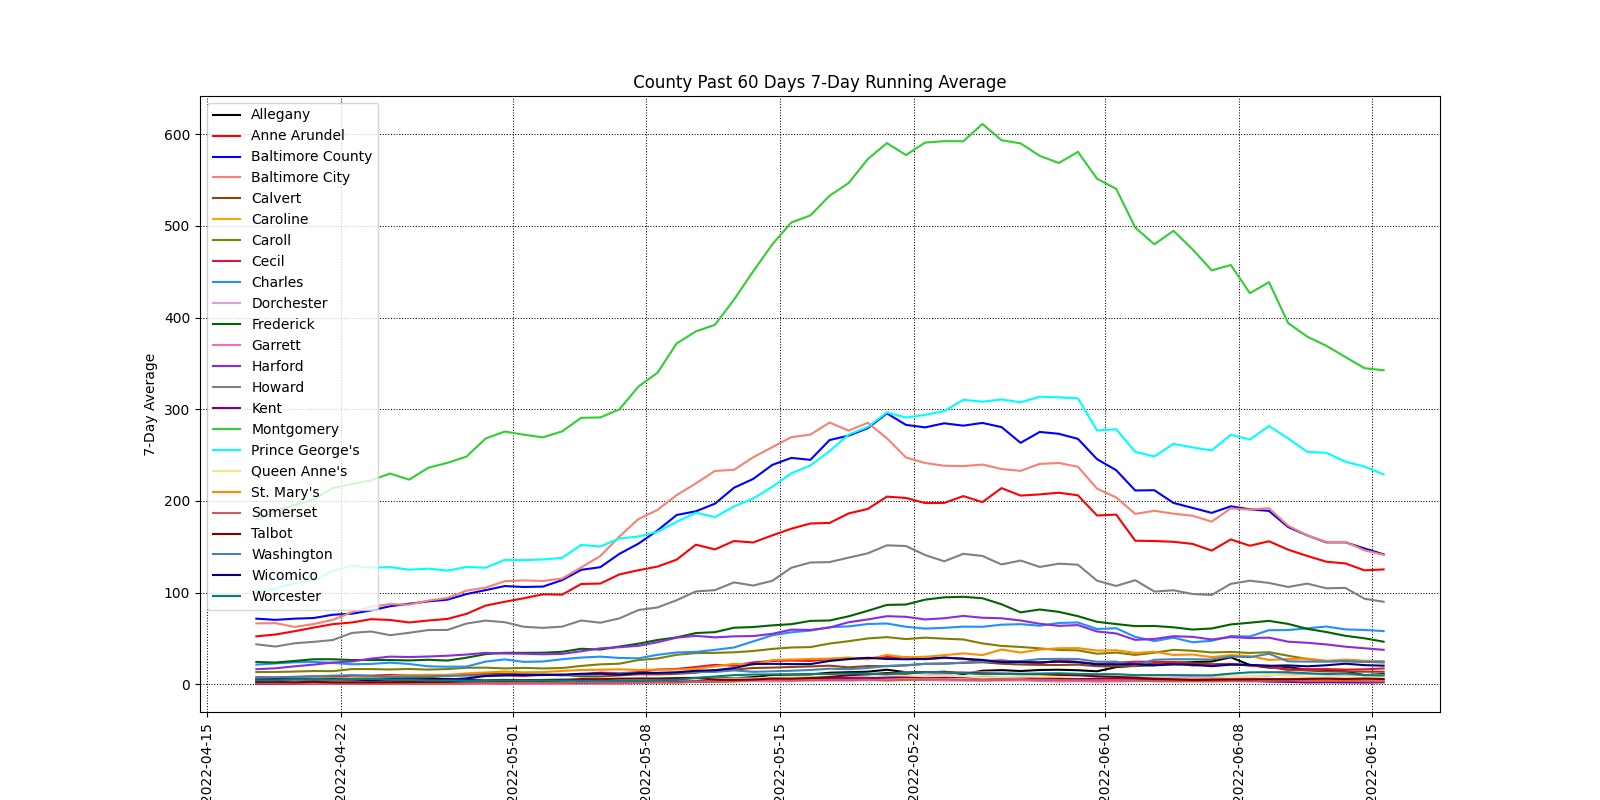 County Past 60 Days 7-Day Running Average
7-Day Average
600
500
400
300
200
100
0
Allegany
Anne Arundel
Baltimore County
Baltimore City
Calvert
Caroline
Caroll
Cecil
Charles
Dorchester
Frederick
Garrett
Harford
Howard
Kent
Montgomery
Prince George's
Queen Anne's
St. Mary's
Somerset
Talbot
Washington
Wicomico
Worcester
2022-04-15
2022-04-22
2022-05-01
2022-05-08
2022-05-15
2022-05-22
2022-06-01
2022-06-08
2022-06-15